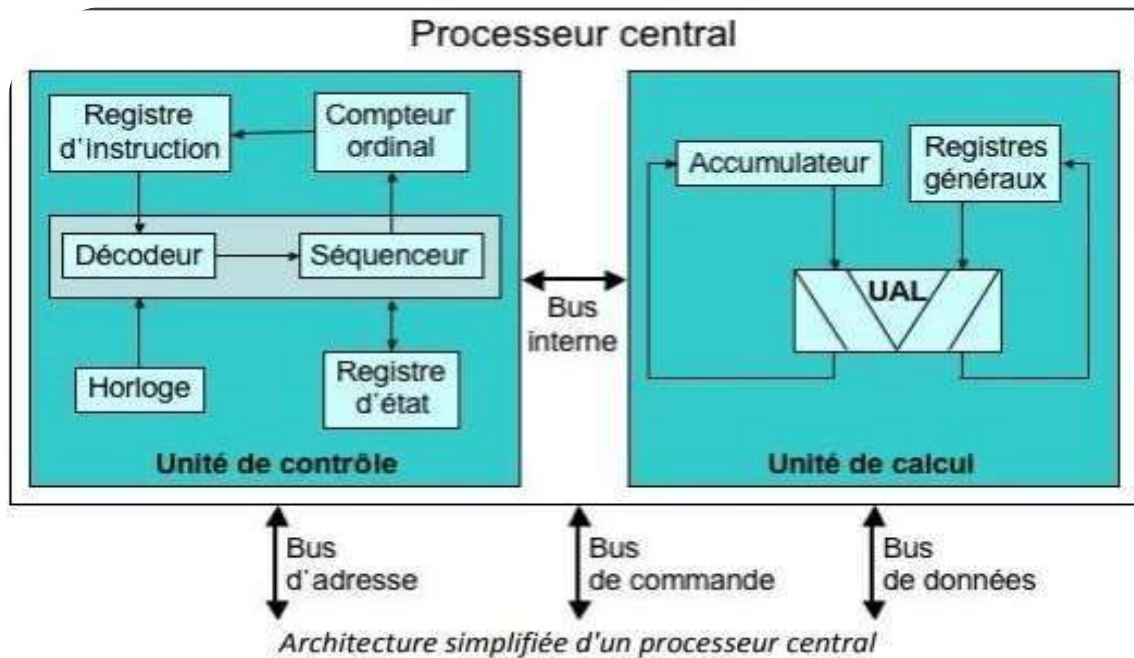 Processeur central
Registre
d'instruction
Compteur
ordinal
Décodeur
Séquenceur
Horloge
Registre
d'état
Unité de contrôle
Bus
interne
Accumulateur
Registres
généraux
UAL
Unité de calcul
Bus
d'adresse
Bus
de commande
Bus
de données
Architecture simplifiée d'un processeur central